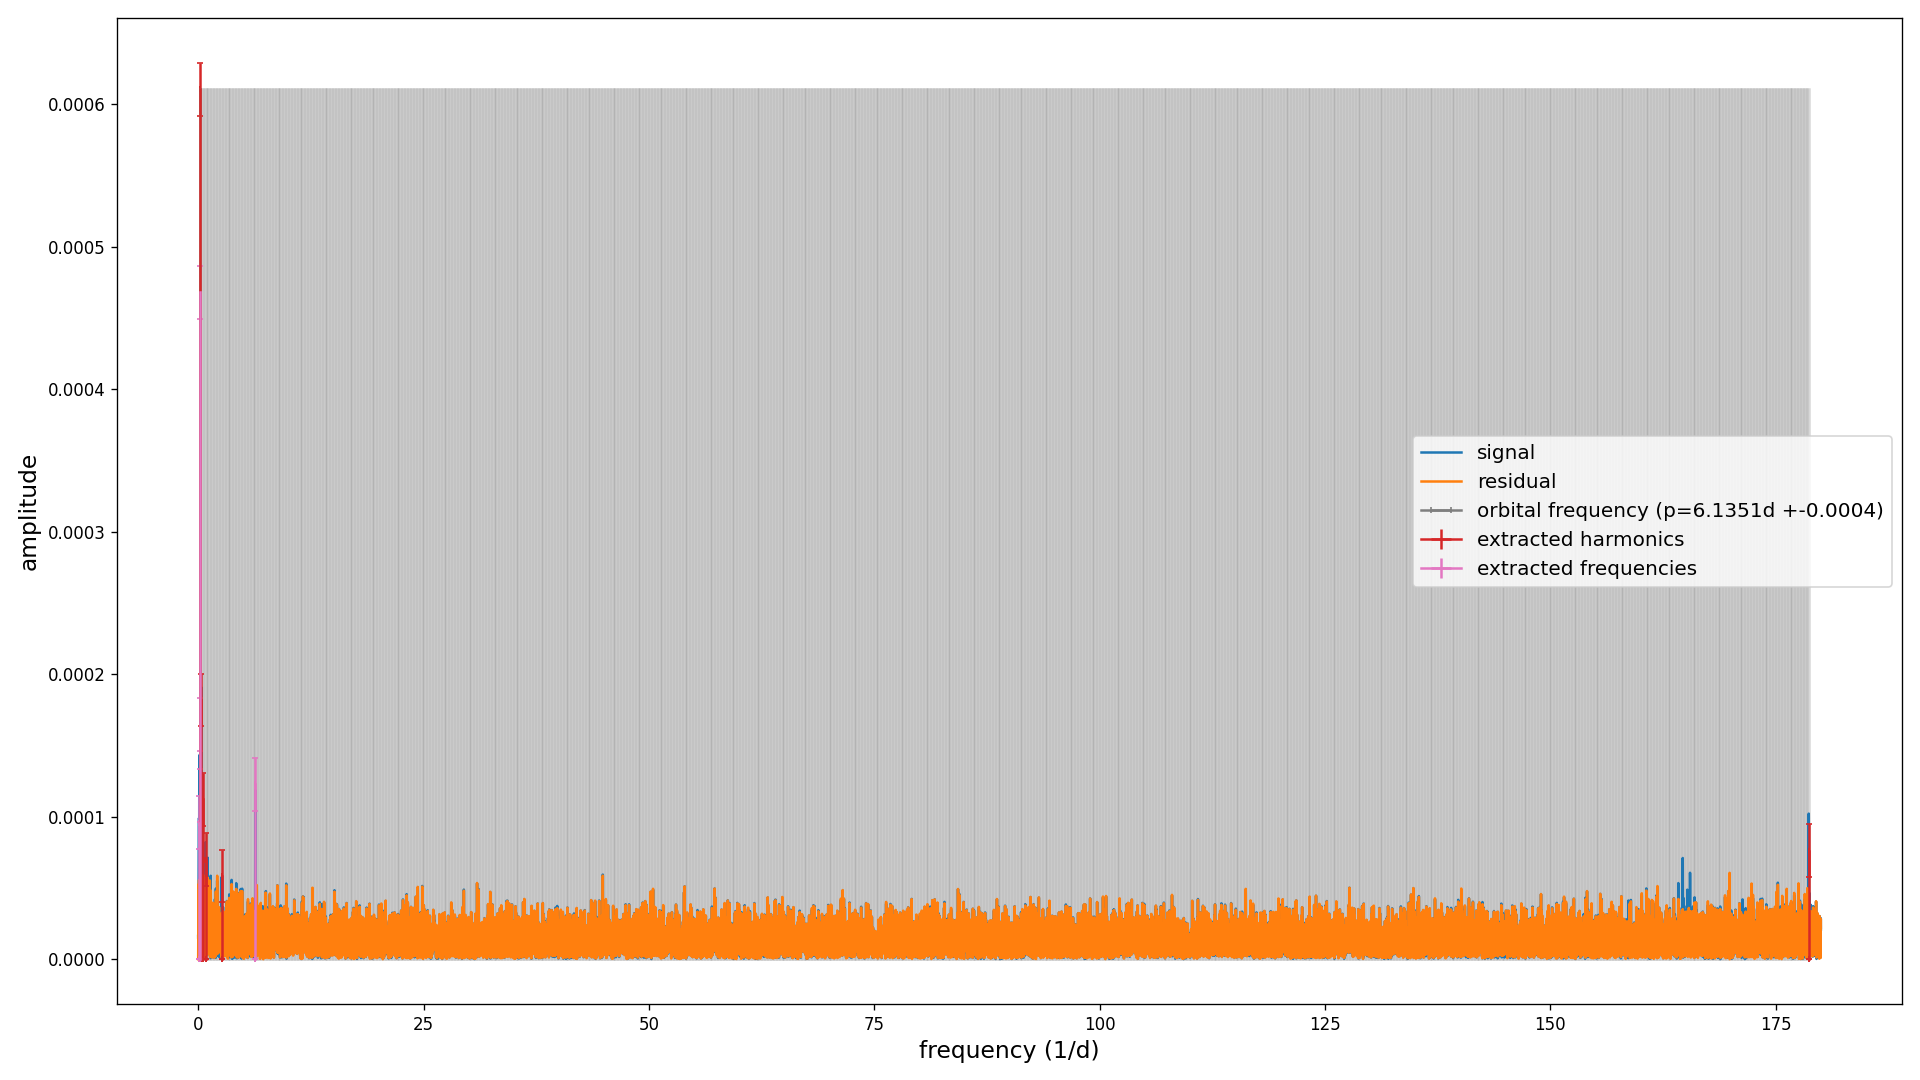 0.0006
0.0005
0.0004
0.0003
0.0002
0.0001
0.0000
amplitude
signal
residual
orbital frequency (p=6.1351d +-0.0004)
extracted harmonics
extracted frequencies
0 25 50 75 100 125 150 175
frequency (1/d)